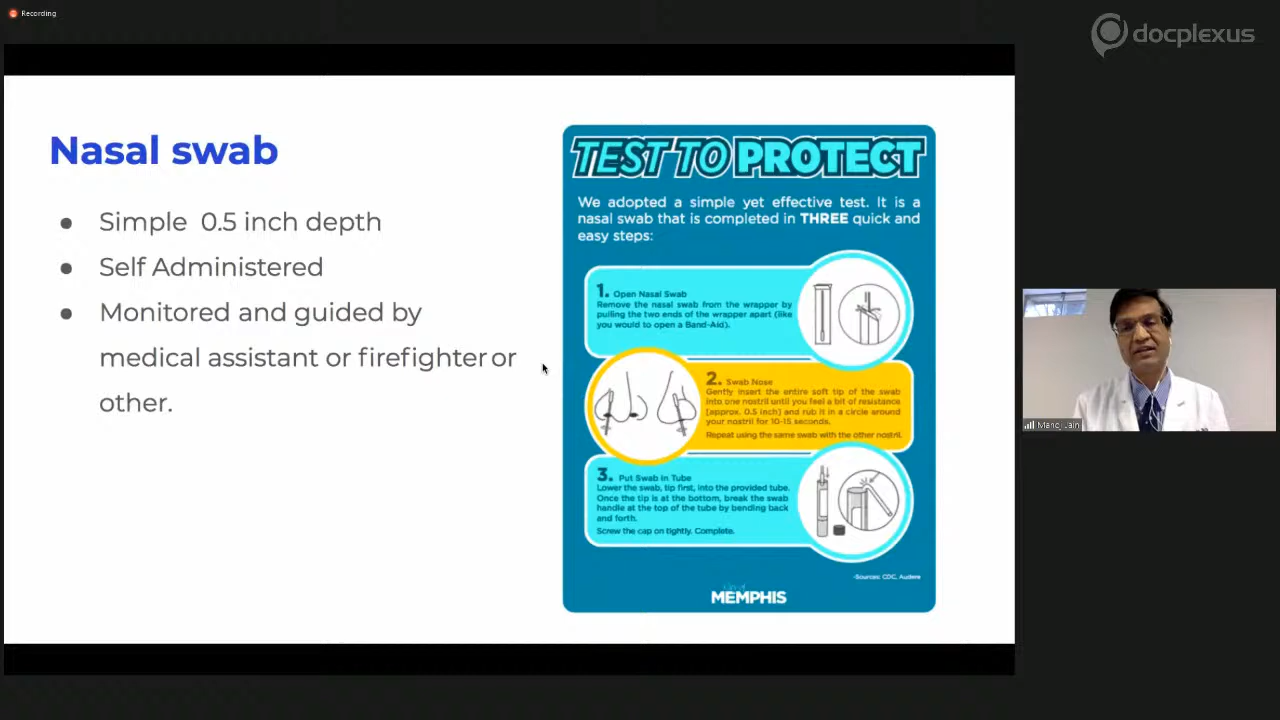 Recording
docplexus
Nasal swab
● Simple 0.5 inch depth
● Self Administered
● Monitored and guided by
medical assistant or firefighter or
other.
TEST TO PROTECT
We adopted a simple yet effective test. It is a
nasal swab that is completed in THREE quick and
easy steps:
1. Open Nasal Swab
Remove the nasal swab from the wrapper by
pulling the two ends of the wrapper apart (like
you would to open a Band-Aid).
2. Swab Nose
Gently insert the entire soft tip of the swab
into one nostril until you feel a bit of resistance
(approx. 0.5 inch) and rub it in a circle around
your nostril for 10-15 seconds.
Repeat using the same swab with the other nostril.
3. Put Swab In Tube
Lower the swab, tip first, into the provided tube.
Once the tip is at the bottom, break the swab
handle at the top of the tube by bending back
and forth.
Screw the cap on tightly. Complete.
-Sources: CDC, Audere
MEMPHIS
Manoj Jain